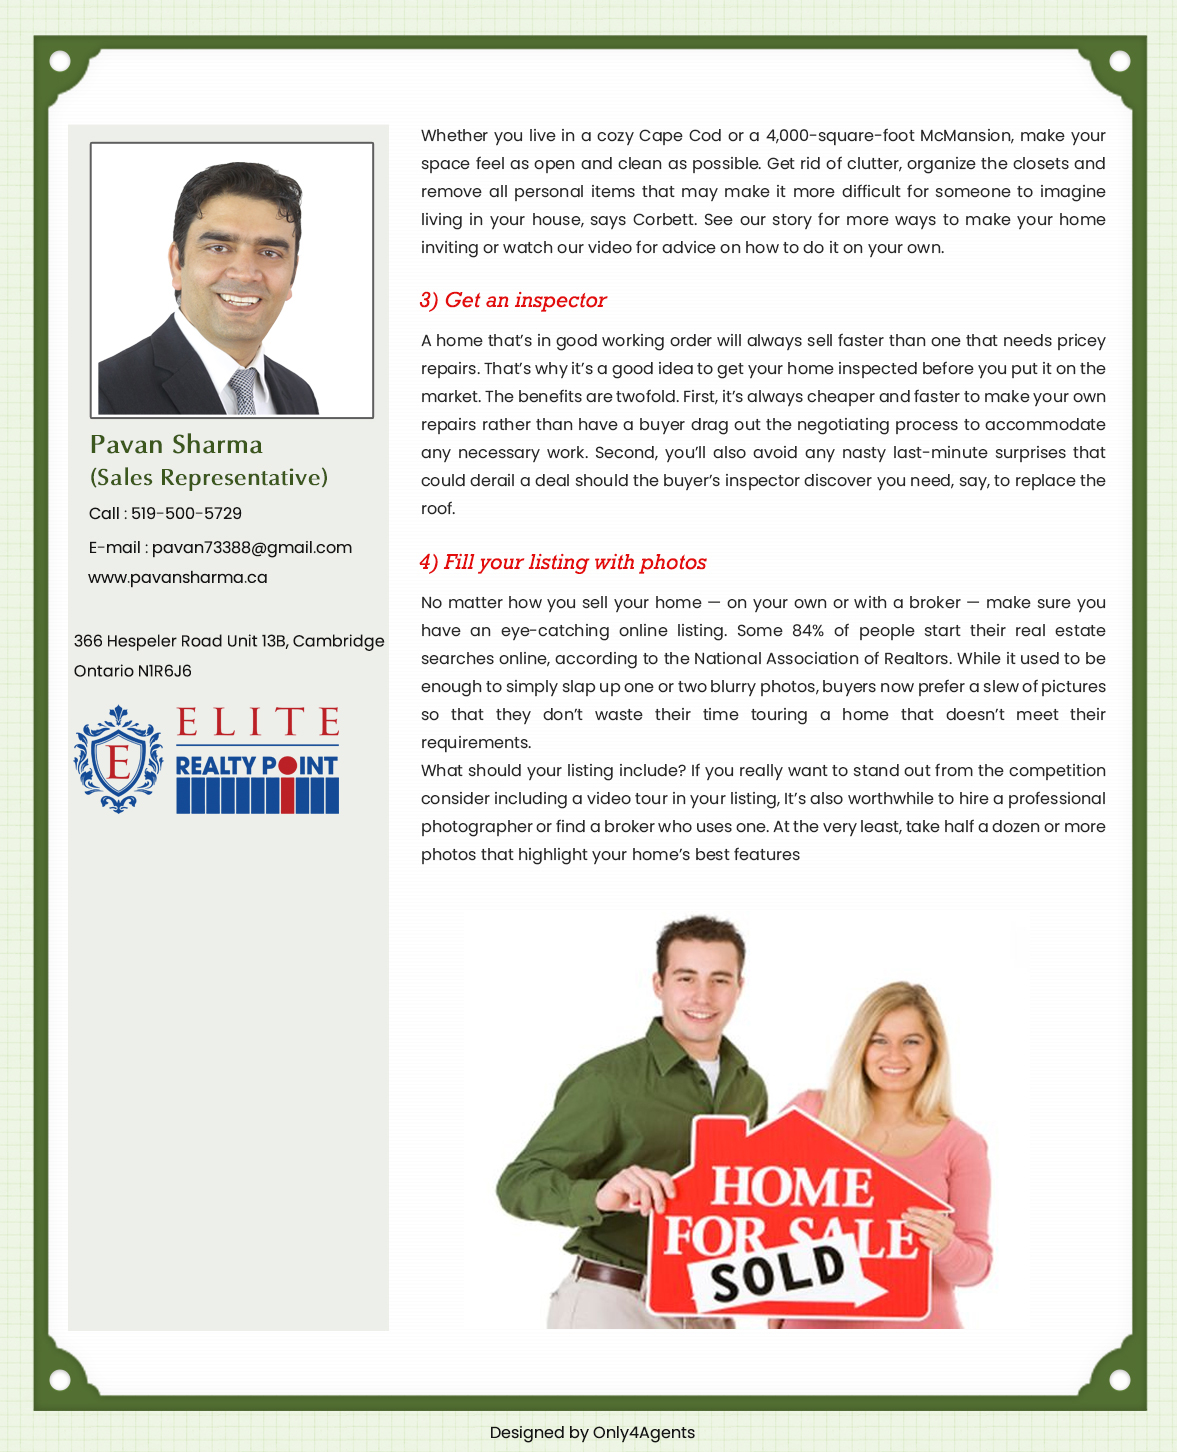 Pavan Sharma
(Sales Representative)
Call : 519-500-5729
E-mail : pavan73388@gmail.com
www.pavansharma.ca
366 Hespeler Road Unit 13B, Cambridge
Ontario N1R6J6
E
ELITE
REALTY POINT
Whether you live in a cozy Cape Cod or a 4,000-square-foot McMansion, make your
space feel as open and clean as possible. Get rid of clutter, organize the closets and
remove all personal items that may make it more difficult for someone to imagine
living in your house, says Corbett. See our story for more ways to make your home
inviting or watch our video for advice on how to do it on your own.
3) Get an inspector
A home that’s in good working order will always sell faster than one that needs pricey
repairs. That’s why it’s a good idea to get your home inspected before you put it on the
market. The benefits are twofold. First, it’s always cheaper and faster to make your own
repairs rather than have a buyer drag out the negotiating process to accommodate
any necessary work. Second, you’ll also avoid any nasty last-minute surprises that
could derail a deal should the buyer’s inspector discover you need, say, to replace the
roof.
4) Fill your listing with photos
No matter how you sell your home — on your own or with a broker — make sure you
have an eye-catching online listing. Some 84% of people start their real estate
searches online, according to the National Association of Realtors. While it used to be
enough to simply slap up one or two blurry photos, buyers now prefer a slew of pictures
so that they don’t waste their time touring a home that doesn’t meet their
requirements.
What should your listing include? If you really want to stand out from the competition
consider including a video tour in your listing, It’s also worthwhile to hire a professional
photographer or find a broker who uses one. At the very least, take half a dozen or more
photos that highlight your home’s best features
HOME
FOR SALE
SOLD
Designed by Only4Agents